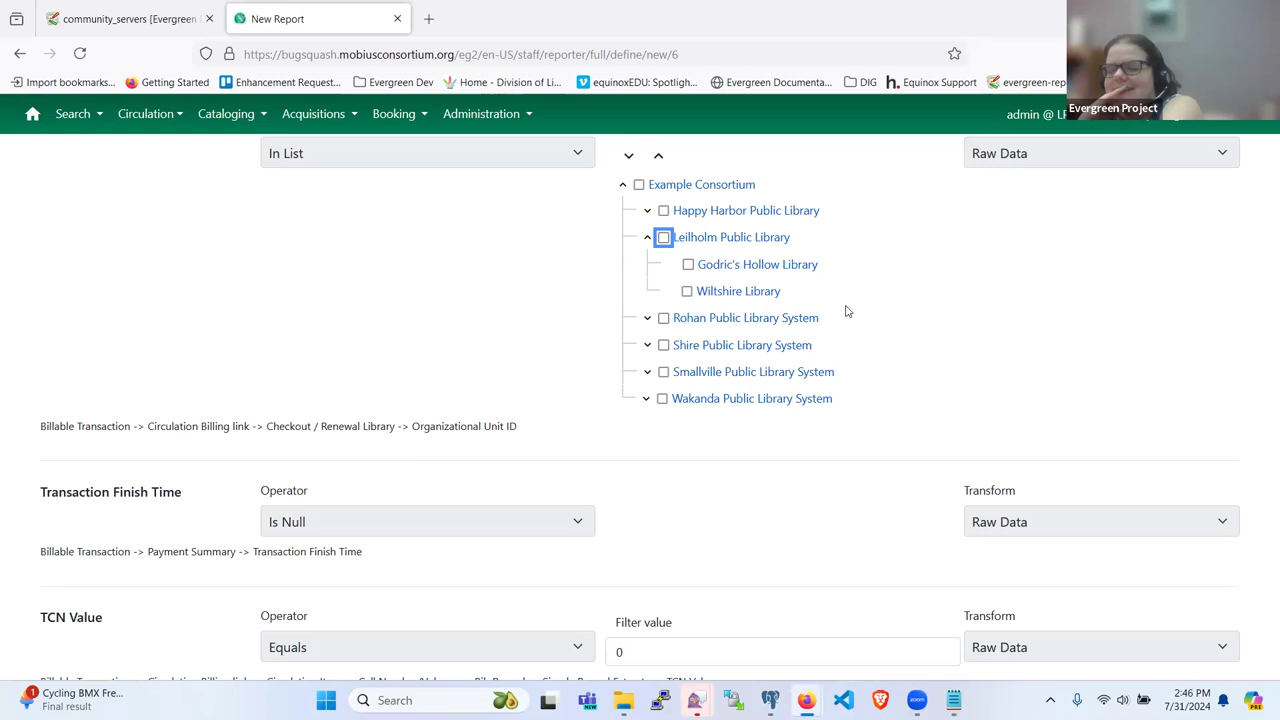 community_servers [Evergreen
New Report
https://bugsquash.mobiusconsortium.org/eg2/en-US/staff/reporter/full/define/new/6
Import bookmarks...
Getting Started
Enhancement Request...
Evergreen Dev
Home - Division of Li...
equinoxEDU: Spotligh...
Evergreen Documenta...
DIG
Equinox Support
evergreen-rep
Evergreen Project
Search
Circulation
Cataloging
Acquisitions
Booking
Administration
admin @ LH
In List
Raw Data
Example Consortium
Happy Harbor Public Library
Leilholm Public Library
Godric's Hollow Library
Wiltshire Library
Rohan Public Library System
Shire Public Library System
Smallville Public Library System
Wakanda Public Library System
Billable Transaction -> Circulation Billing link -> Checkout / Renewal Library -> Organizational Unit ID
Transaction Finish Time
Operator
Transform
Is Null
Raw Data
Billable Transaction -> Payment Summary -> Transaction Finish Time
TCN Value
Operator
Filter value
Transform
Equals
0
Raw Data
1
Cycling BMX Fre...
Final result
Search
NEW
zoom
2:46 PM
7/31/2024
PRE